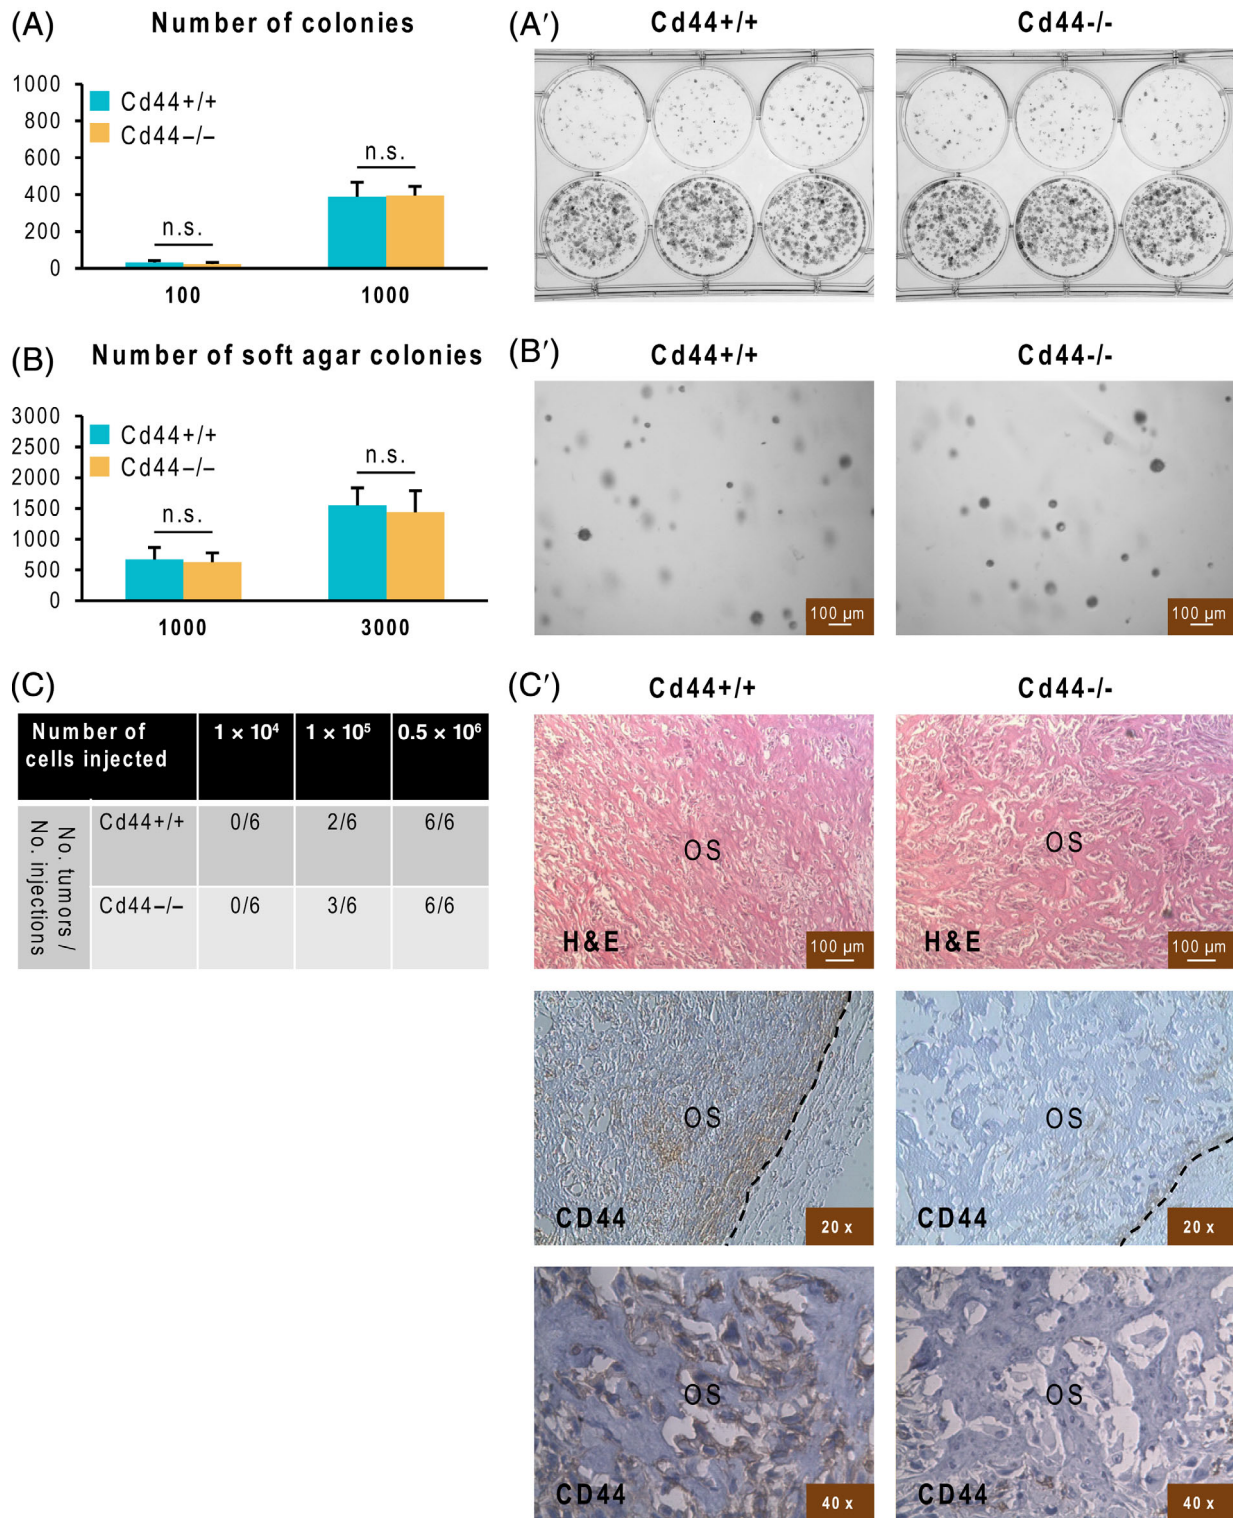 (A) Number of colonies
1000
800
600
400
200
0
Cd44+/+
Cd44−/−
n.s.
n.s.
100 1000
(A′) Cd44+/+ Cd44-/-
(B) Number of soft agar colonies
3000
2500
2000
1500
1000
500
0
Cd44+/+
Cd44−/−
n.s.
n.s.
1000 3000
(B′) Cd44+/+ Cd44-/-
100 µm 100 µm
(C)
Number of cells injected 1 × 10⁴ 1 × 10⁵ 0.5 × 10⁶
No. tumors /
No. injections
Cd44+/+ 0/6 2/6 6/6
Cd44−/− 0/6 3/6 6/6
(C′) Cd44+/+ Cd44-/-
OS OS
H&E 100 µm H&E 100 µm
OS OS
CD44 20 x CD44 20 x
OS OS
CD44 40 x CD44 40 x